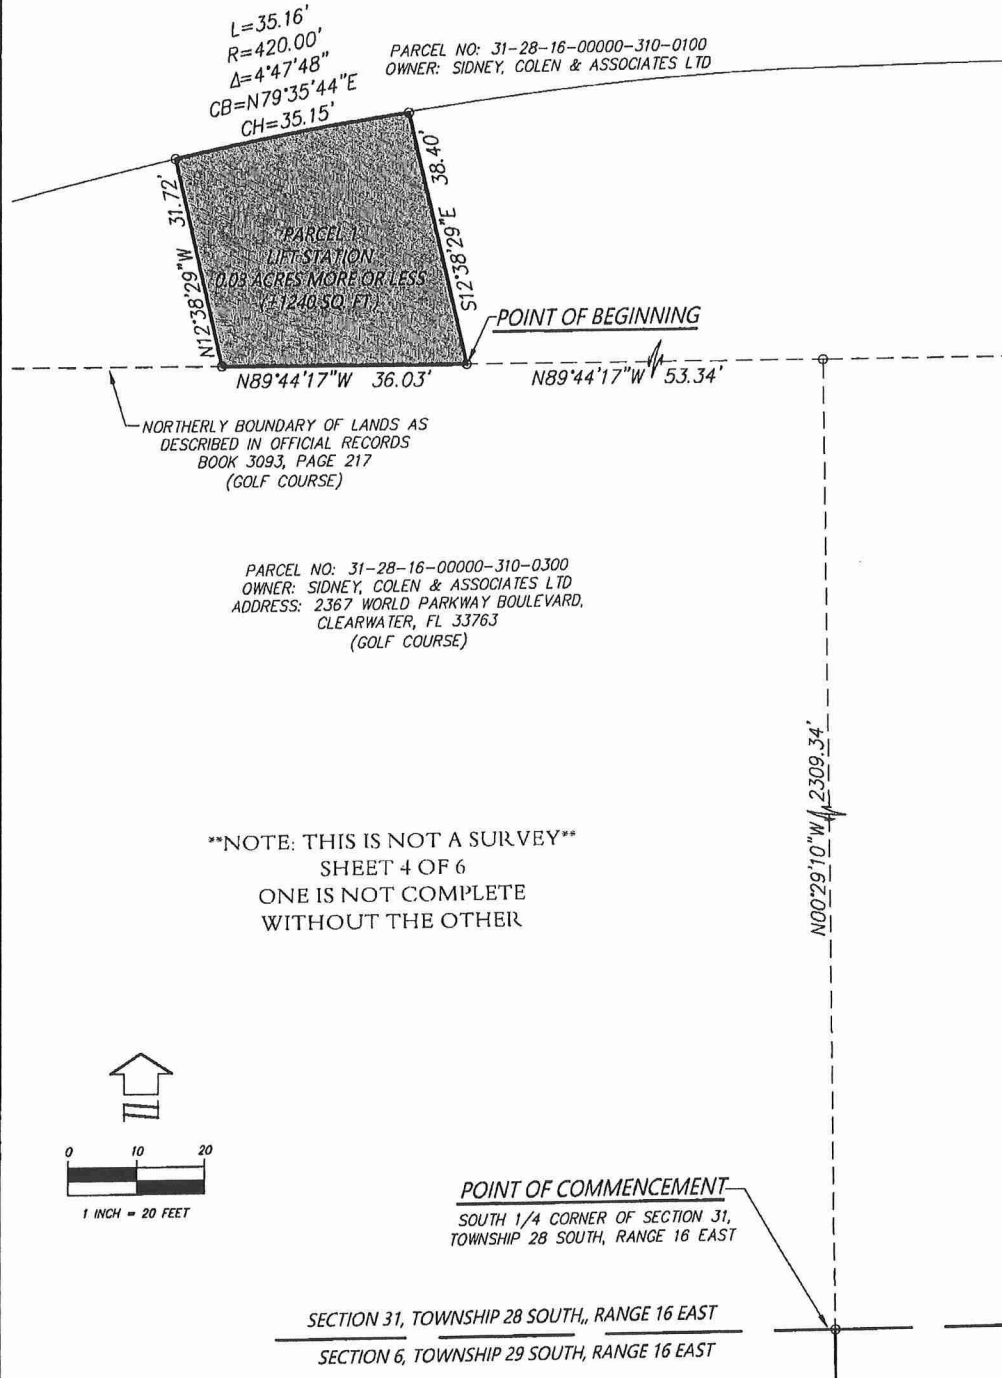 L=35.16'
R=420.00'
Δ=4°47'48"
CB=N79°35'44"E
CH=35.15'
PARCEL NO: 31-28-16-00000-310-0100
OWNER: SIDNEY, COLEN & ASSOCIATES LTD
N12°38'29"W 31.72'
S12°38'29"E 38.40'
PARCEL 1
LIFT STATION
0.03 ACRES MORE OR LESS
(±1240 SQ. FT.)
POINT OF BEGINNING
N89°44'17"W 36.03'
N89°44'17"W 53.34'
NORTHERLY BOUNDARY OF LANDS AS
DESCRIBED IN OFFICIAL RECORDS
BOOK 3093, PAGE 217
(GOLF COURSE)
PARCEL NO: 31-28-16-00000-310-0300
OWNER: SIDNEY, COLEN & ASSOCIATES LTD
ADDRESS: 2367 WORLD PARKWAY BOULEVARD,
CLEARWATER, FL 33763
(GOLF COURSE)
N00°29'10"W 2309.34'
**NOTE: THIS IS NOT A SURVEY**
SHEET 4 OF 6
ONE IS NOT COMPLETE
WITHOUT THE OTHER
N
0 10 20
1 INCH = 20 FEET
POINT OF COMMENCEMENT
SOUTH 1/4 CORNER OF SECTION 31,
TOWNSHIP 28 SOUTH, RANGE 16 EAST
SECTION 31, TOWNSHIP 28 SOUTH,, RANGE 16 EAST
SECTION 6, TOWNSHIP 29 SOUTH, RANGE 16 EAST